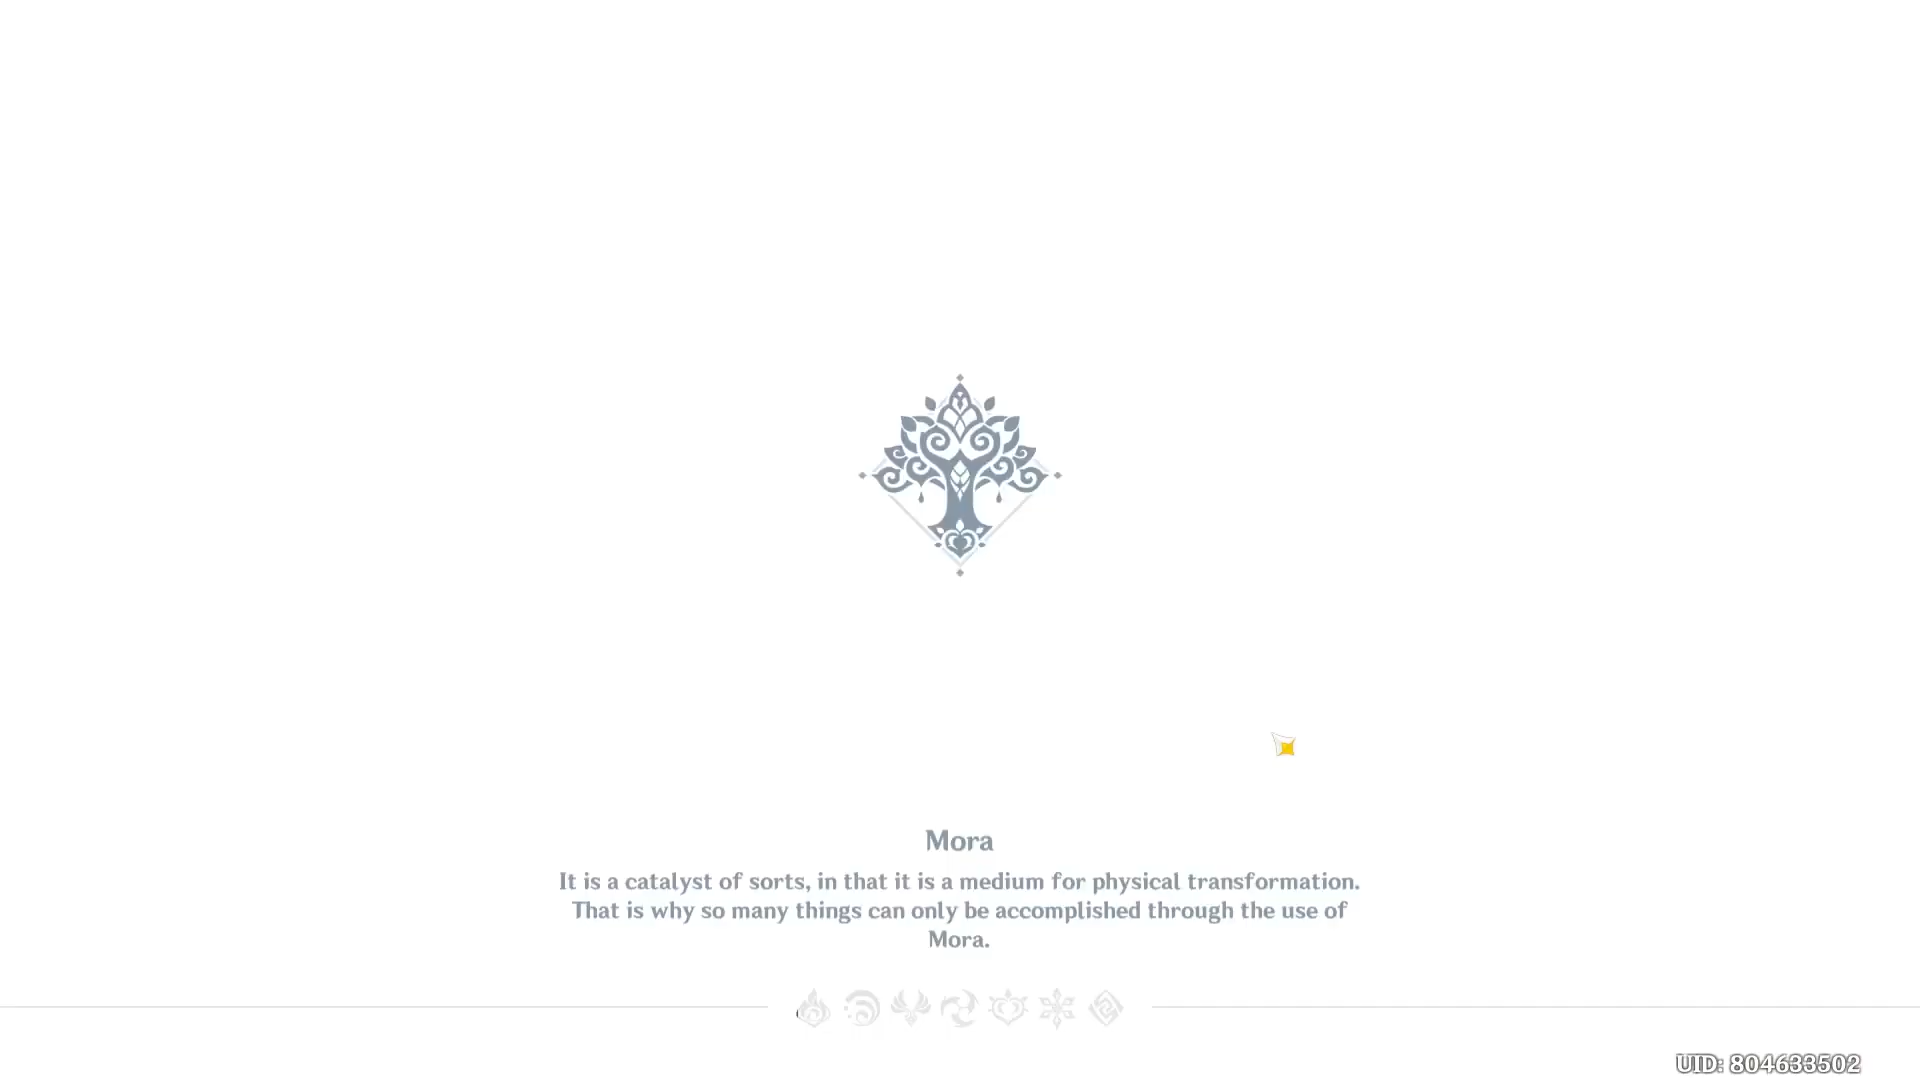 Mora
It is a catalyst of sorts, in that it is a medium for physical transformation.
That is why so many things can only be accomplished through the use of
Mora.
UID: 804633502